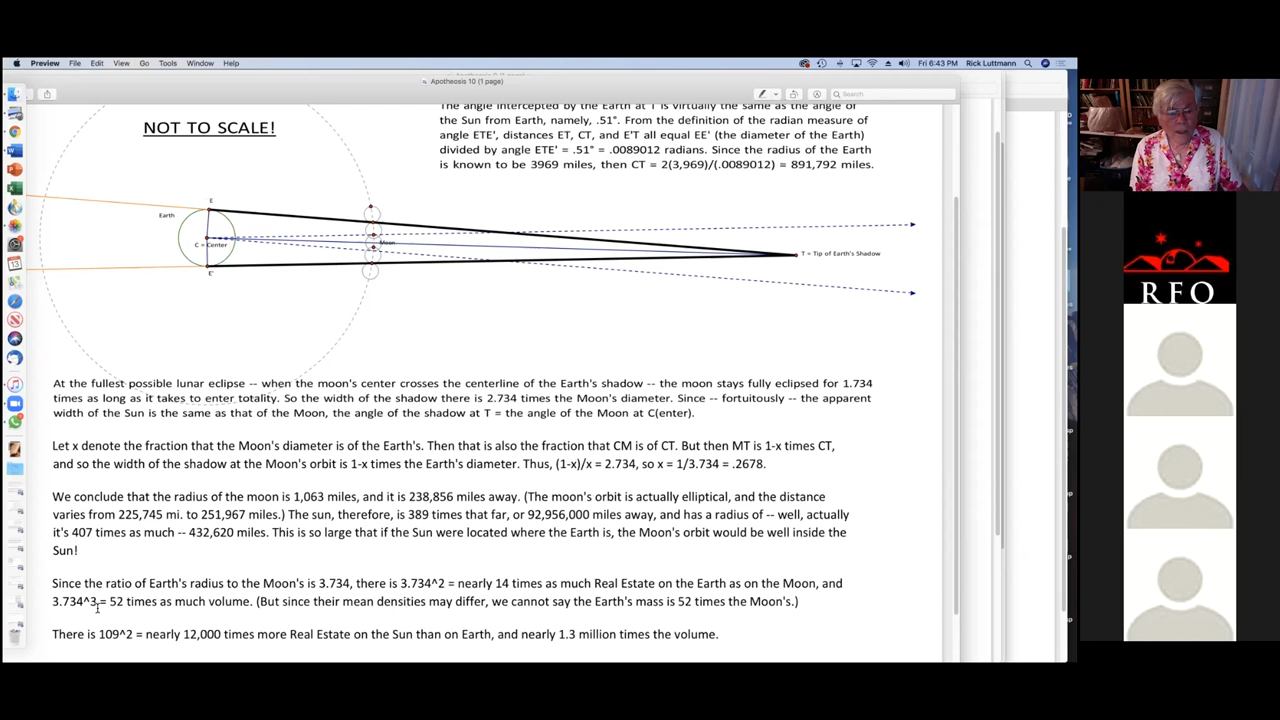 Preview File Edit View Go Tools Window Help Fri 6:43 PM Rick Luttmann
Apotheosis 10 (1 page)
Search
NOT TO SCALE!
The angle intercepted by the Earth at T is virtually the same as the angle of
the Sun from Earth, namely, .51°. From the definition of the radian measure of
angle ETE', distances ET, CT, and E'T all equal EE' (the diameter of the Earth)
divided by angle ETE' = .51° = .0089012 radians. Since the radius of the Earth
is known to be 3969 miles, then CT = 2(3,969)/(.0089012) = 891,792 miles.
E
Earth
C = Center
Moon
T = Tip of Earth's Shadow
E'
At the fullest possible lunar eclipse -- when the moon's center crosses the centerline of the Earth's shadow -- the moon stays fully eclipsed for 1.734
times as long as it takes to enter totality. So the width of the shadow there is 2.734 times the Moon's diameter. Since -- fortuitously -- the apparent
width of the Sun is the same as that of the Moon, the angle of the shadow at T = the angle of the Moon at C(enter).
Let x denote the fraction that the Moon's diameter is of the Earth's. Then that is also the fraction that CM is of CT. But then MT is 1-x times CT,
and so the width of the shadow at the Moon's orbit is 1-x times the Earth's diameter. Thus, (1-x)/x = 2.734, so x = 1/3.734 = .2678.
We conclude that the radius of the moon is 1,063 miles, and it is 238,856 miles away. (The moon's orbit is actually elliptical, and the distance
varies from 225,745 mi. to 251,967 miles.) The sun, therefore, is 389 times that far, or 92,956,000 miles away, and has a radius of -- well, actually
it's 407 times as much -- 432,620 miles. This is so large that if the Sun were located where the Earth is, the Moon's orbit would be well inside the
Sun!
Since the ratio of Earth's radius to the Moon's is 3.734, there is 3.734^2 = nearly 14 times as much Real Estate on the Earth as on the Moon, and
3.734^3 = 52 times as much volume. (But since their mean densities may differ, we cannot say the Earth's mass is 52 times the Moon's.)
There is 109^2 = nearly 12,000 times more Real Estate on the Sun than on Earth, and nearly 1.3 million times the volume.
RFO